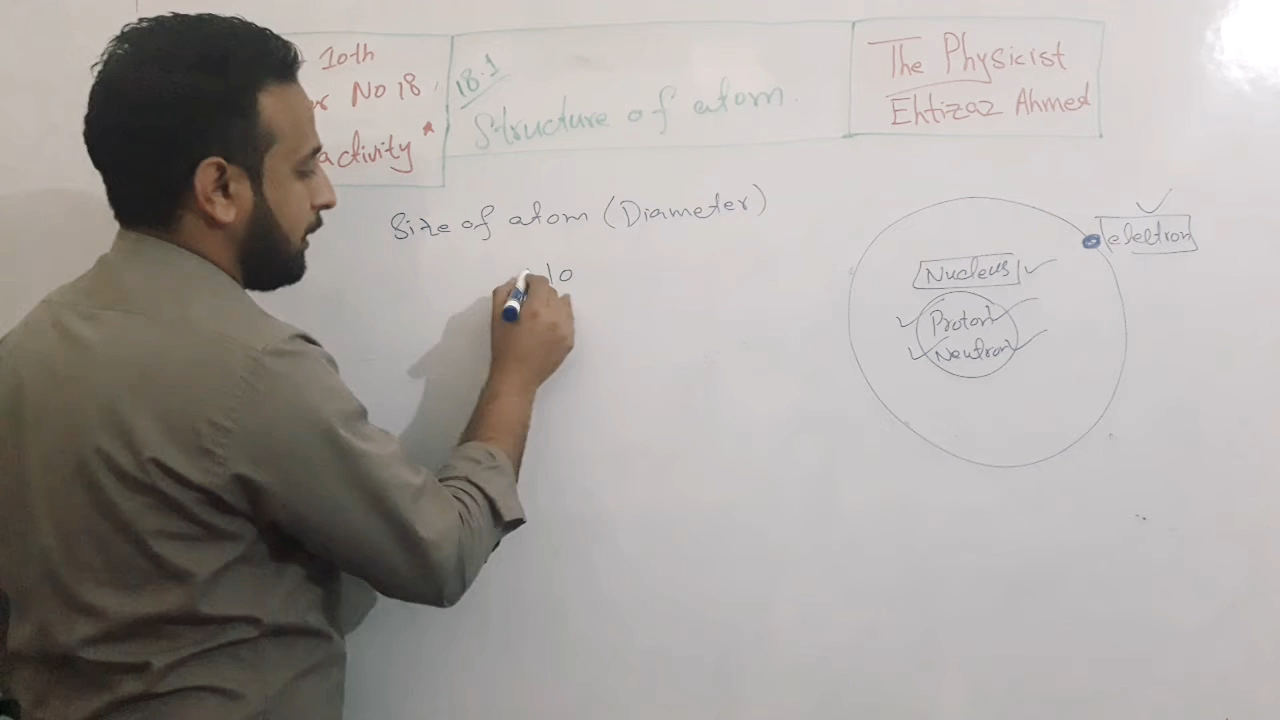 10th
No 18
activity *
18.1
Structure of atom.
The Physicist
Ehtizaz Ahmed
Size of atom (Diameter)
10
eleltron
Nucleus
Proton
Neutron